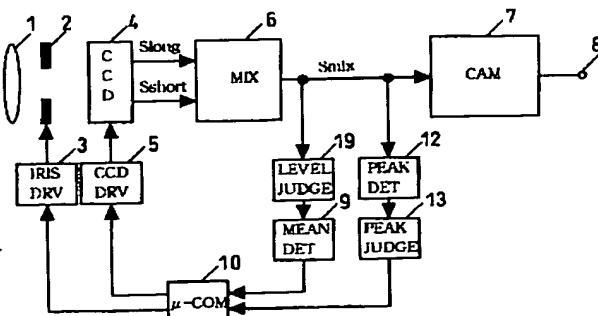 1
2
4
6
7
8
C
C
D
Slong
Sshort
MIX
Smix
CAM
3
5
19
12
IRIS
DRV
CCD
DRV
LEVEL
JUDGE
PEAK
DET
9
13
MEAN
DET
PEAK
JUDGE
10
μ-COM